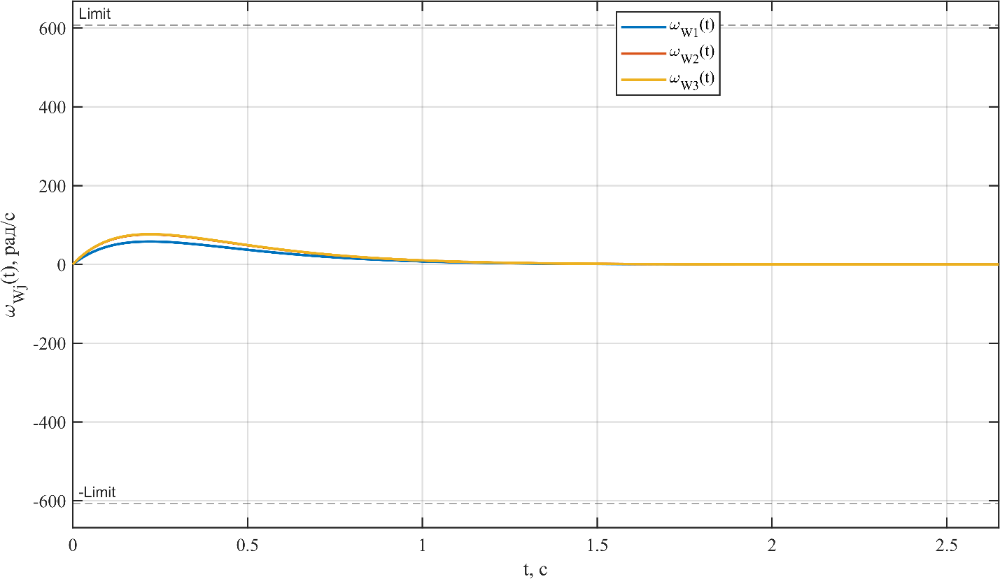 Limit
ω_W1(t)
ω_W2(t)
ω_W3(t)
600
400
200
0
-200
-400
-600
ω_Wj(t), рад/с
-Limit
0 0.5 1 1.5 2 2.5
t, с